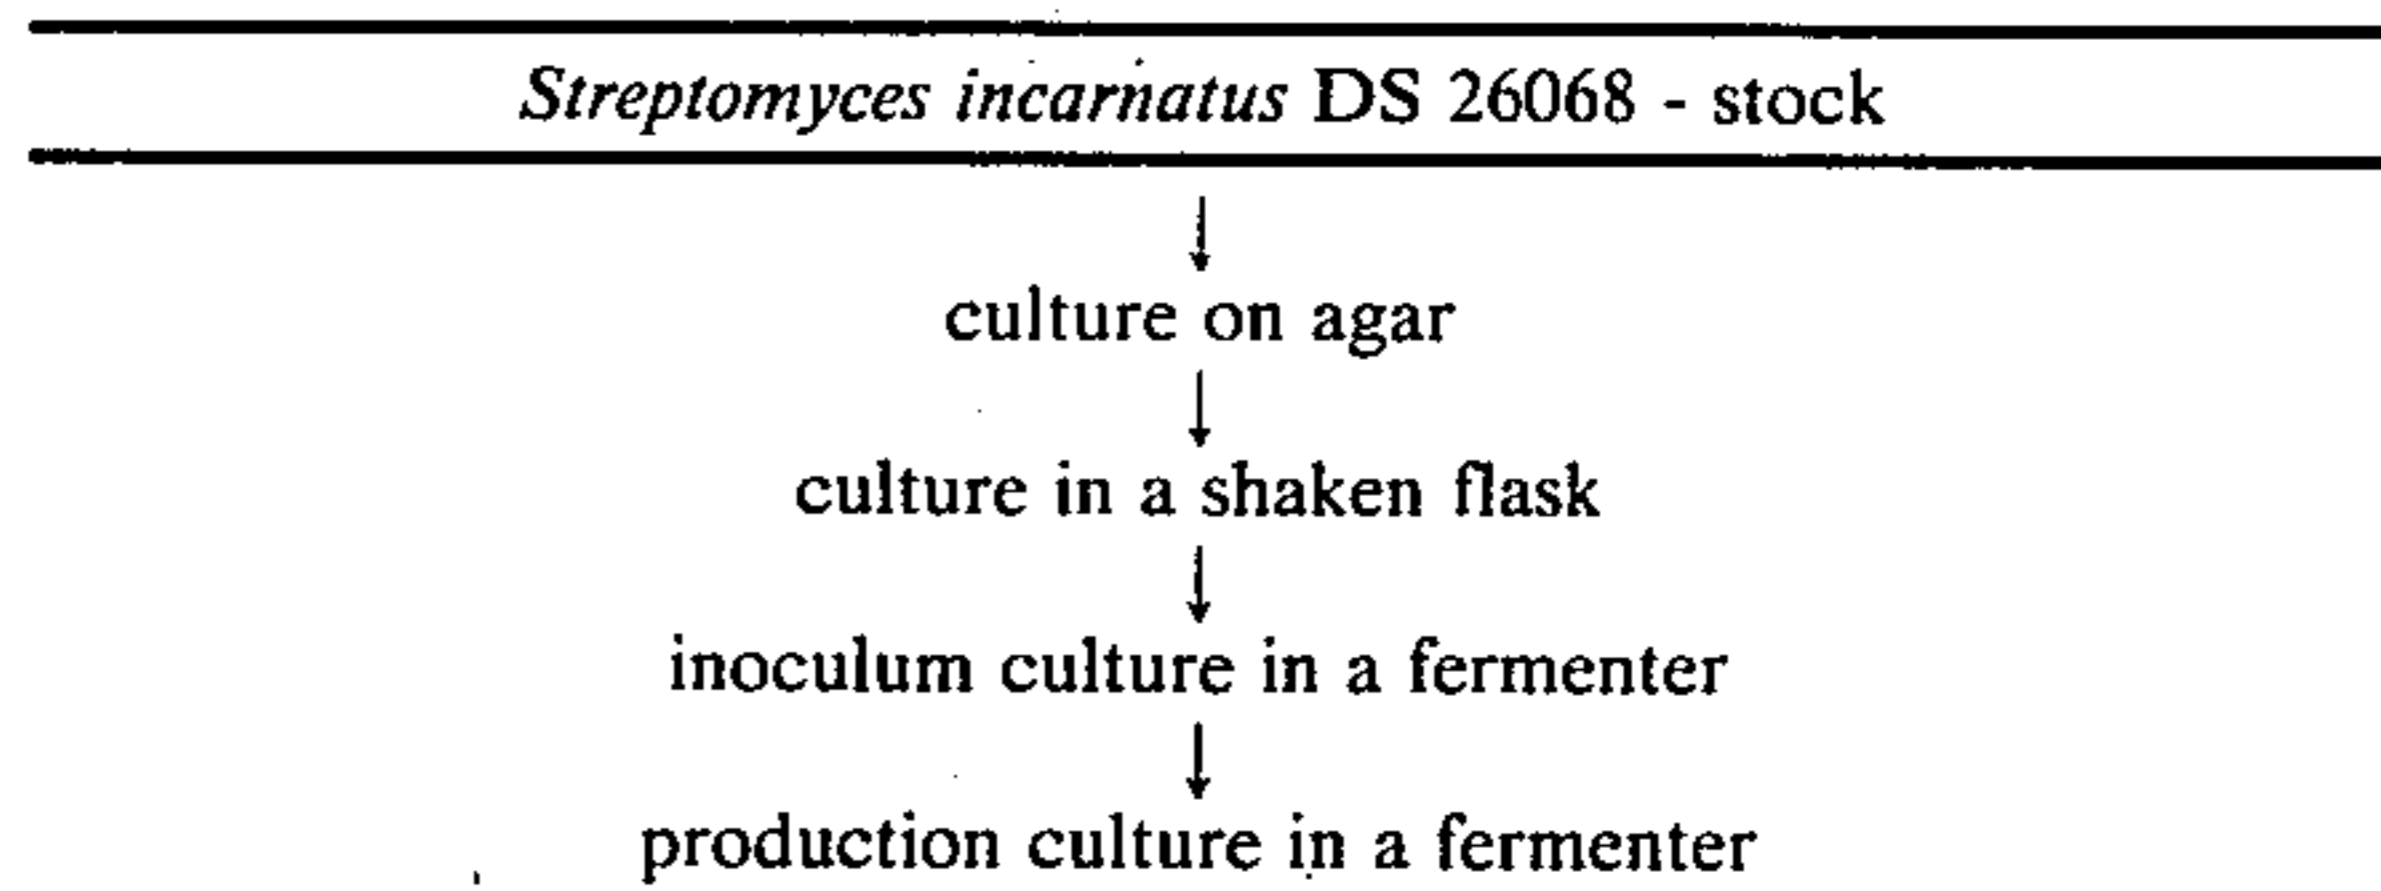 Streptomyces incarnatus DS 26068 - stock
culture on agar
culture in a shaken flask
inoculum culture in a fermenter
production culture in a fermenter